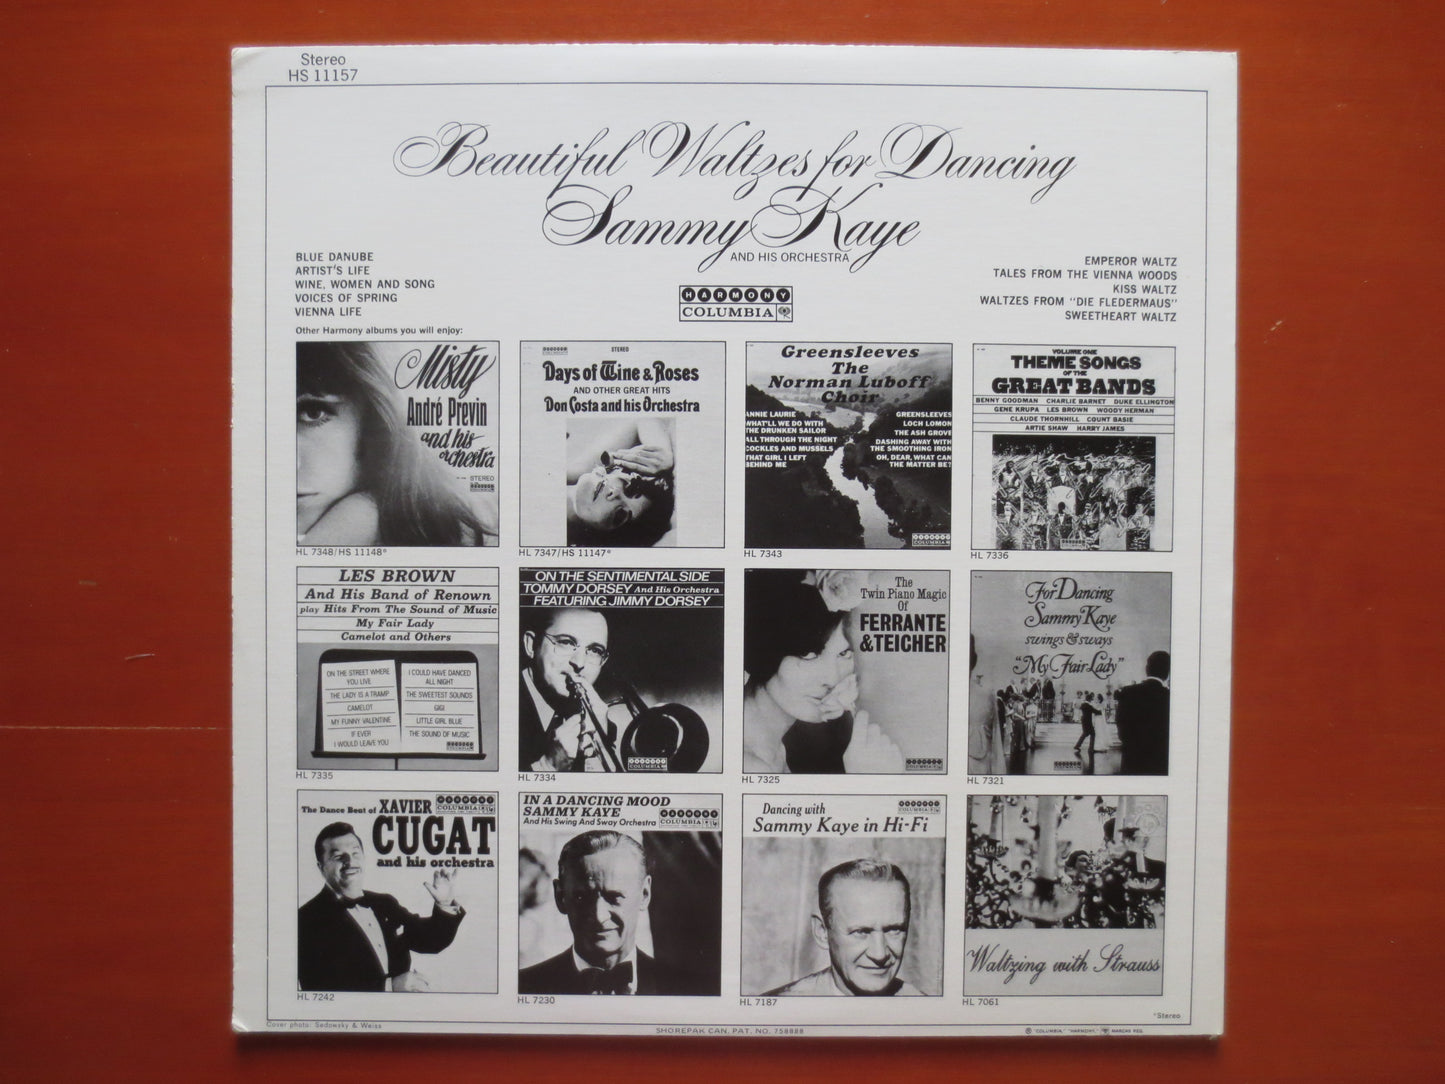 Stereo
HS 11157
Beautiful Waltzes for Dancing
Sammy Kaye
AND HIS ORCHESTRA
BLUE DANUBE
ARTIST'S LIFE
WINE, WOMEN AND SONG
VOICES OF SPRING
VIENNA LIFE
EMPEROR WALTZ
TALES FROM THE VIENNA WOODS
KISS WALTZ
WALTZES FROM "DIE FLEDERMAUS"
SWEETHEART WALTZ
HARMONY
COLUMBIA
Other Harmony albums you will enjoy:
Misty
André Previn
and his
orchestra
STEREO
HL 7348/HS 11148*
STEREO
Days of Wine & Roses
AND OTHER GREAT HITS
Don Costa and his Orchestra
HL 7347/HS 11147*
Greensleeves
The
Norman Luboff
Choir
ANNIE LAURIE
WHAT'LL WE DO WITH
THE DRUNKEN SAILOR
ALL THROUGH THE NIGHT
COCKLES AND MUSSELS
THAT GIRL I LEFT
BEHIND ME
GREENSLEEVES
LOCH LOMON
THE ASH GROVE
DASHING AWAY WITH
THE SMOOTHING IRON
OH, DEAR, WHAT CAN
THE MATTER BE?
HL 7343
VOLUME ONE
THEME SONGS
OF THE
GREAT BANDS
BENNY GOODMAN CHARLIE BARNET DUKE ELLINGTON
GENE KRUPA LES BROWN WOODY HERMAN
CLAUDE THORNHILL COUNT BASIE
ARTIE SHAW HARRY JAMES
HL 7336
LES BROWN
And His Band of Renown
play Hits From The Sound of Music
My Fair Lady
Camelot and Others
ON THE STREET WHERE
YOU LIVE
THE LADY IS A TRAMP
CAMELOT
MY FUNNY VALENTINE
IF EVER
I WOULD LEAVE YOU
I COULD HAVE DANCED
ALL NIGHT
THE SWEETEST SOUNDS
GIGI
LITTLE GIRL BLUE
THE SOUND OF MUSIC
HL 7335
ON THE SENTIMENTAL SIDE
TOMMY DORSEY And His Orchestra
FEATURING JIMMY DORSEY
HARMONY
COLUMBIA
HL 7334
The
Twin Piano Magic
Of
FERRANTE
& TEICHER
HL 7325
For Dancing
Sammy Kaye
swings & sways
"My Fair Lady"
HL 7321
The Dance Beat of XAVIER
CUGAT
and his orchestra
HARMONY
COLUMBIA
HL 7242
IN A DANCING MOOD
SAMMY KAYE
And His Swing And Sway Orchestra
HARMONY
COLUMBIA
HL 7230
Dancing with
Sammy Kaye in Hi-Fi
HL 7187
Waltzing with Strauss
HL 7061
*Stereo
Cover photo: Sedowsky & Weiss
SHOREPAK CAN. PAT. NO. 758888
® "COLUMBIA," "HARMONY," MARCAS REG.